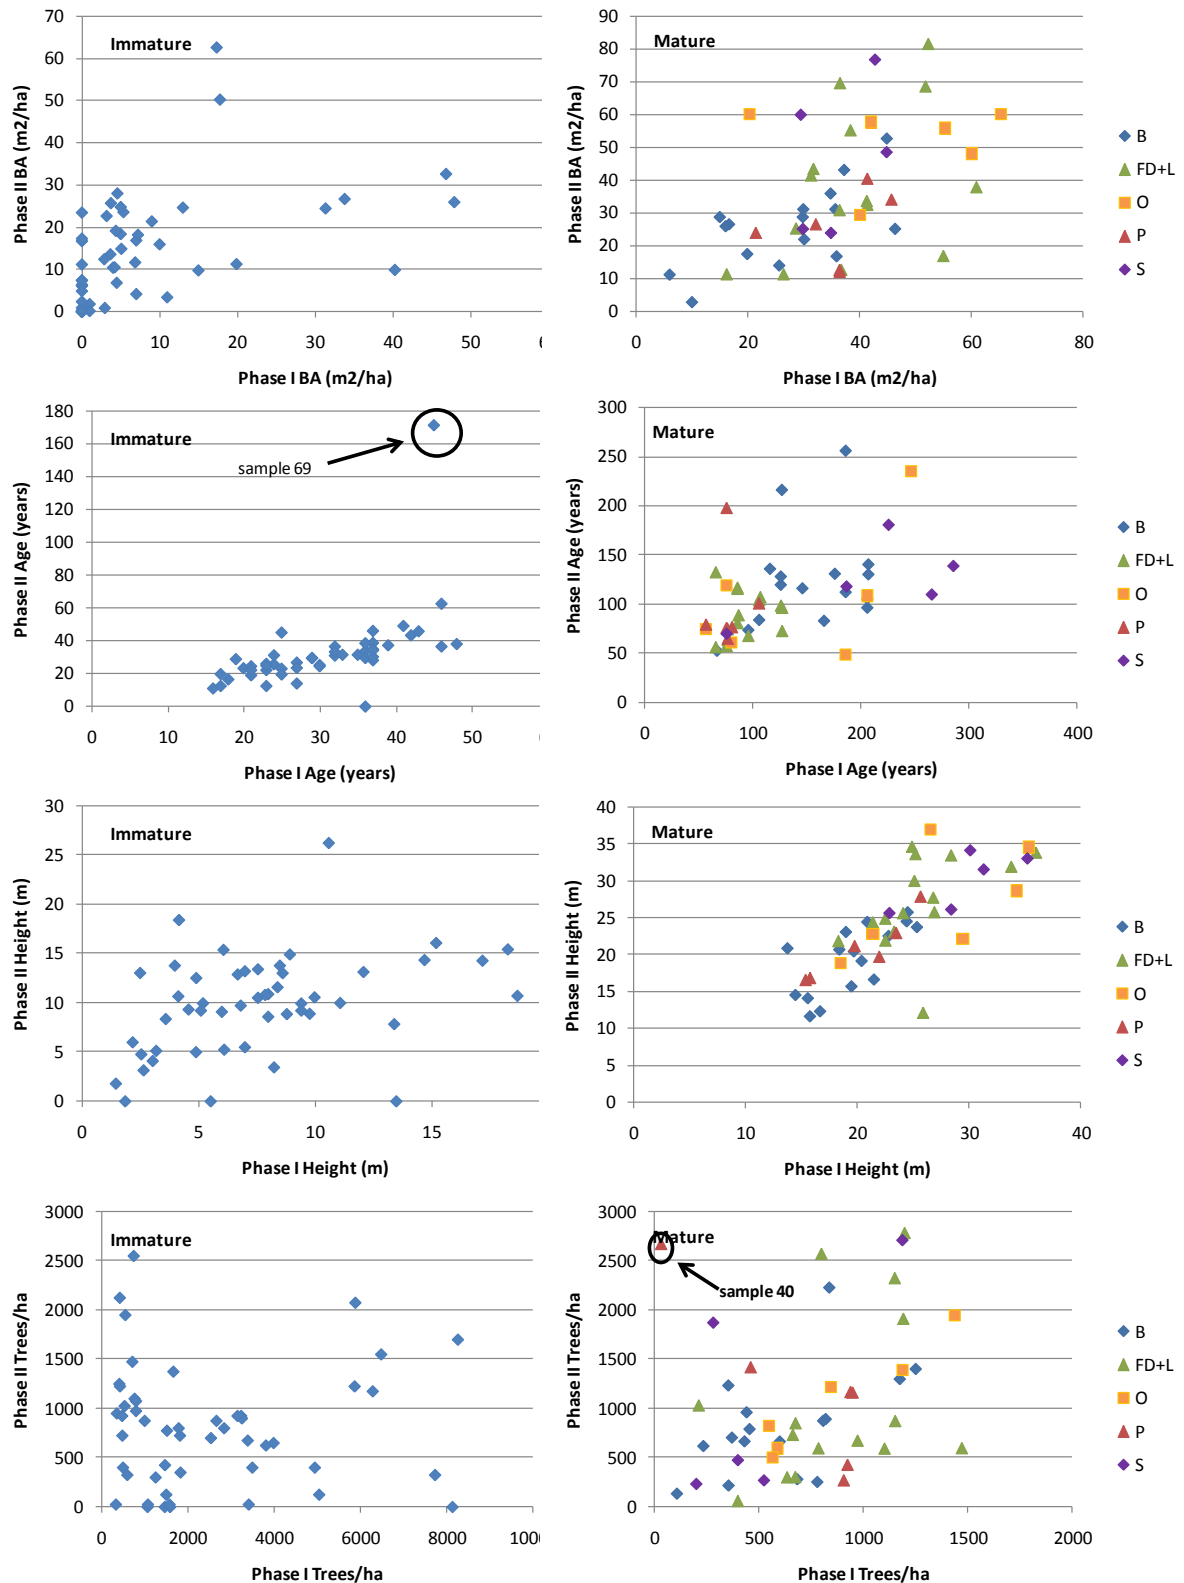 Immature
Phase II BA (m2/ha)
70
60
50
40
30
20
10
0
0 10 20 30 40 50
Phase I BA (m2/ha)
Mature
Phase II BA (m2/ha)
90
80
70
60
50
40
30
20
10
0
0 20 40 60 80
Phase I BA (m2/ha)
B
FD+L
O
P
S
Immature
Phase II Age (years)
180
160
140
120
100
80
60
40
20
0
sample 69
0 10 20 30 40 50
Phase I Age (years)
Mature
Phase II Age (years)
300
250
200
150
100
50
0
0 100 200 300 400
Phase I Age (years)
B
FD+L
O
P
S
Immature
Phase II Height (m)
30
25
20
15
10
5
0
0 5 10 15
Phase I Height (m)
Mature
Phase II Height (m)
40
35
30
25
20
15
10
5
0
0 10 20 30 40
Phase I Height (m)
B
FD+L
O
P
S
Immature
Phase II Trees/ha
3000
2500
2000
1500
1000
500
0
0 2000 4000 6000 8000 10000
Phase I Trees/ha
Mature
Phase II Trees/ha
3000
2500
2000
1500
1000
500
0
sample 40
0 500 1000 1500 2000
Phase I Trees/ha
B
FD+L
O
P
S